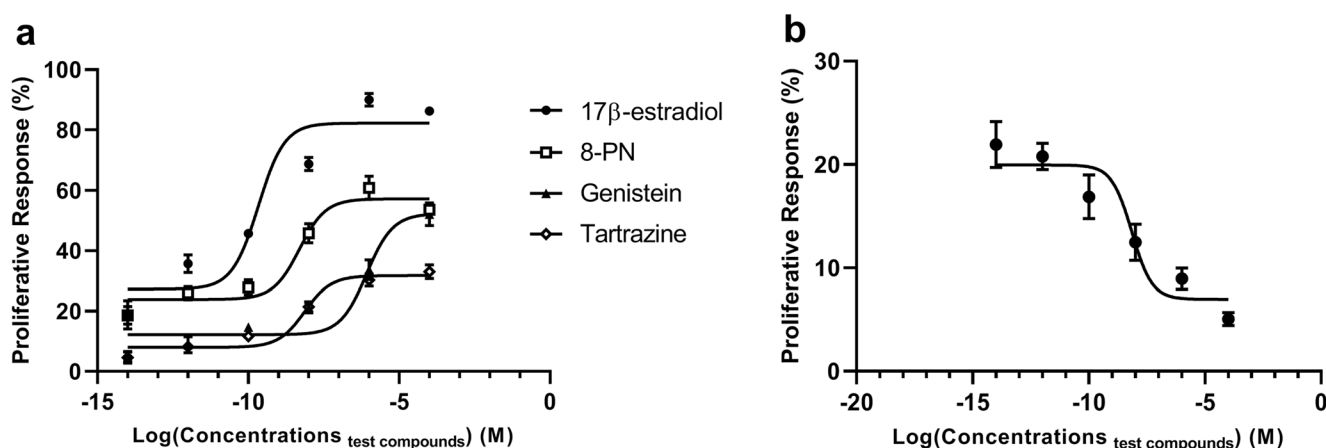 a
100
80
60
40
20
0
Proliferative Response (%)
-15
-10
-5
0
Log(Concentrations test compounds) (M)
17β-estradiol
8-PN
Genistein
Tartrazine
b
30
20
10
0
Proliferative Response (%)
-20
-15
-10
-5
0
Log(Concentrations test compounds) (M)